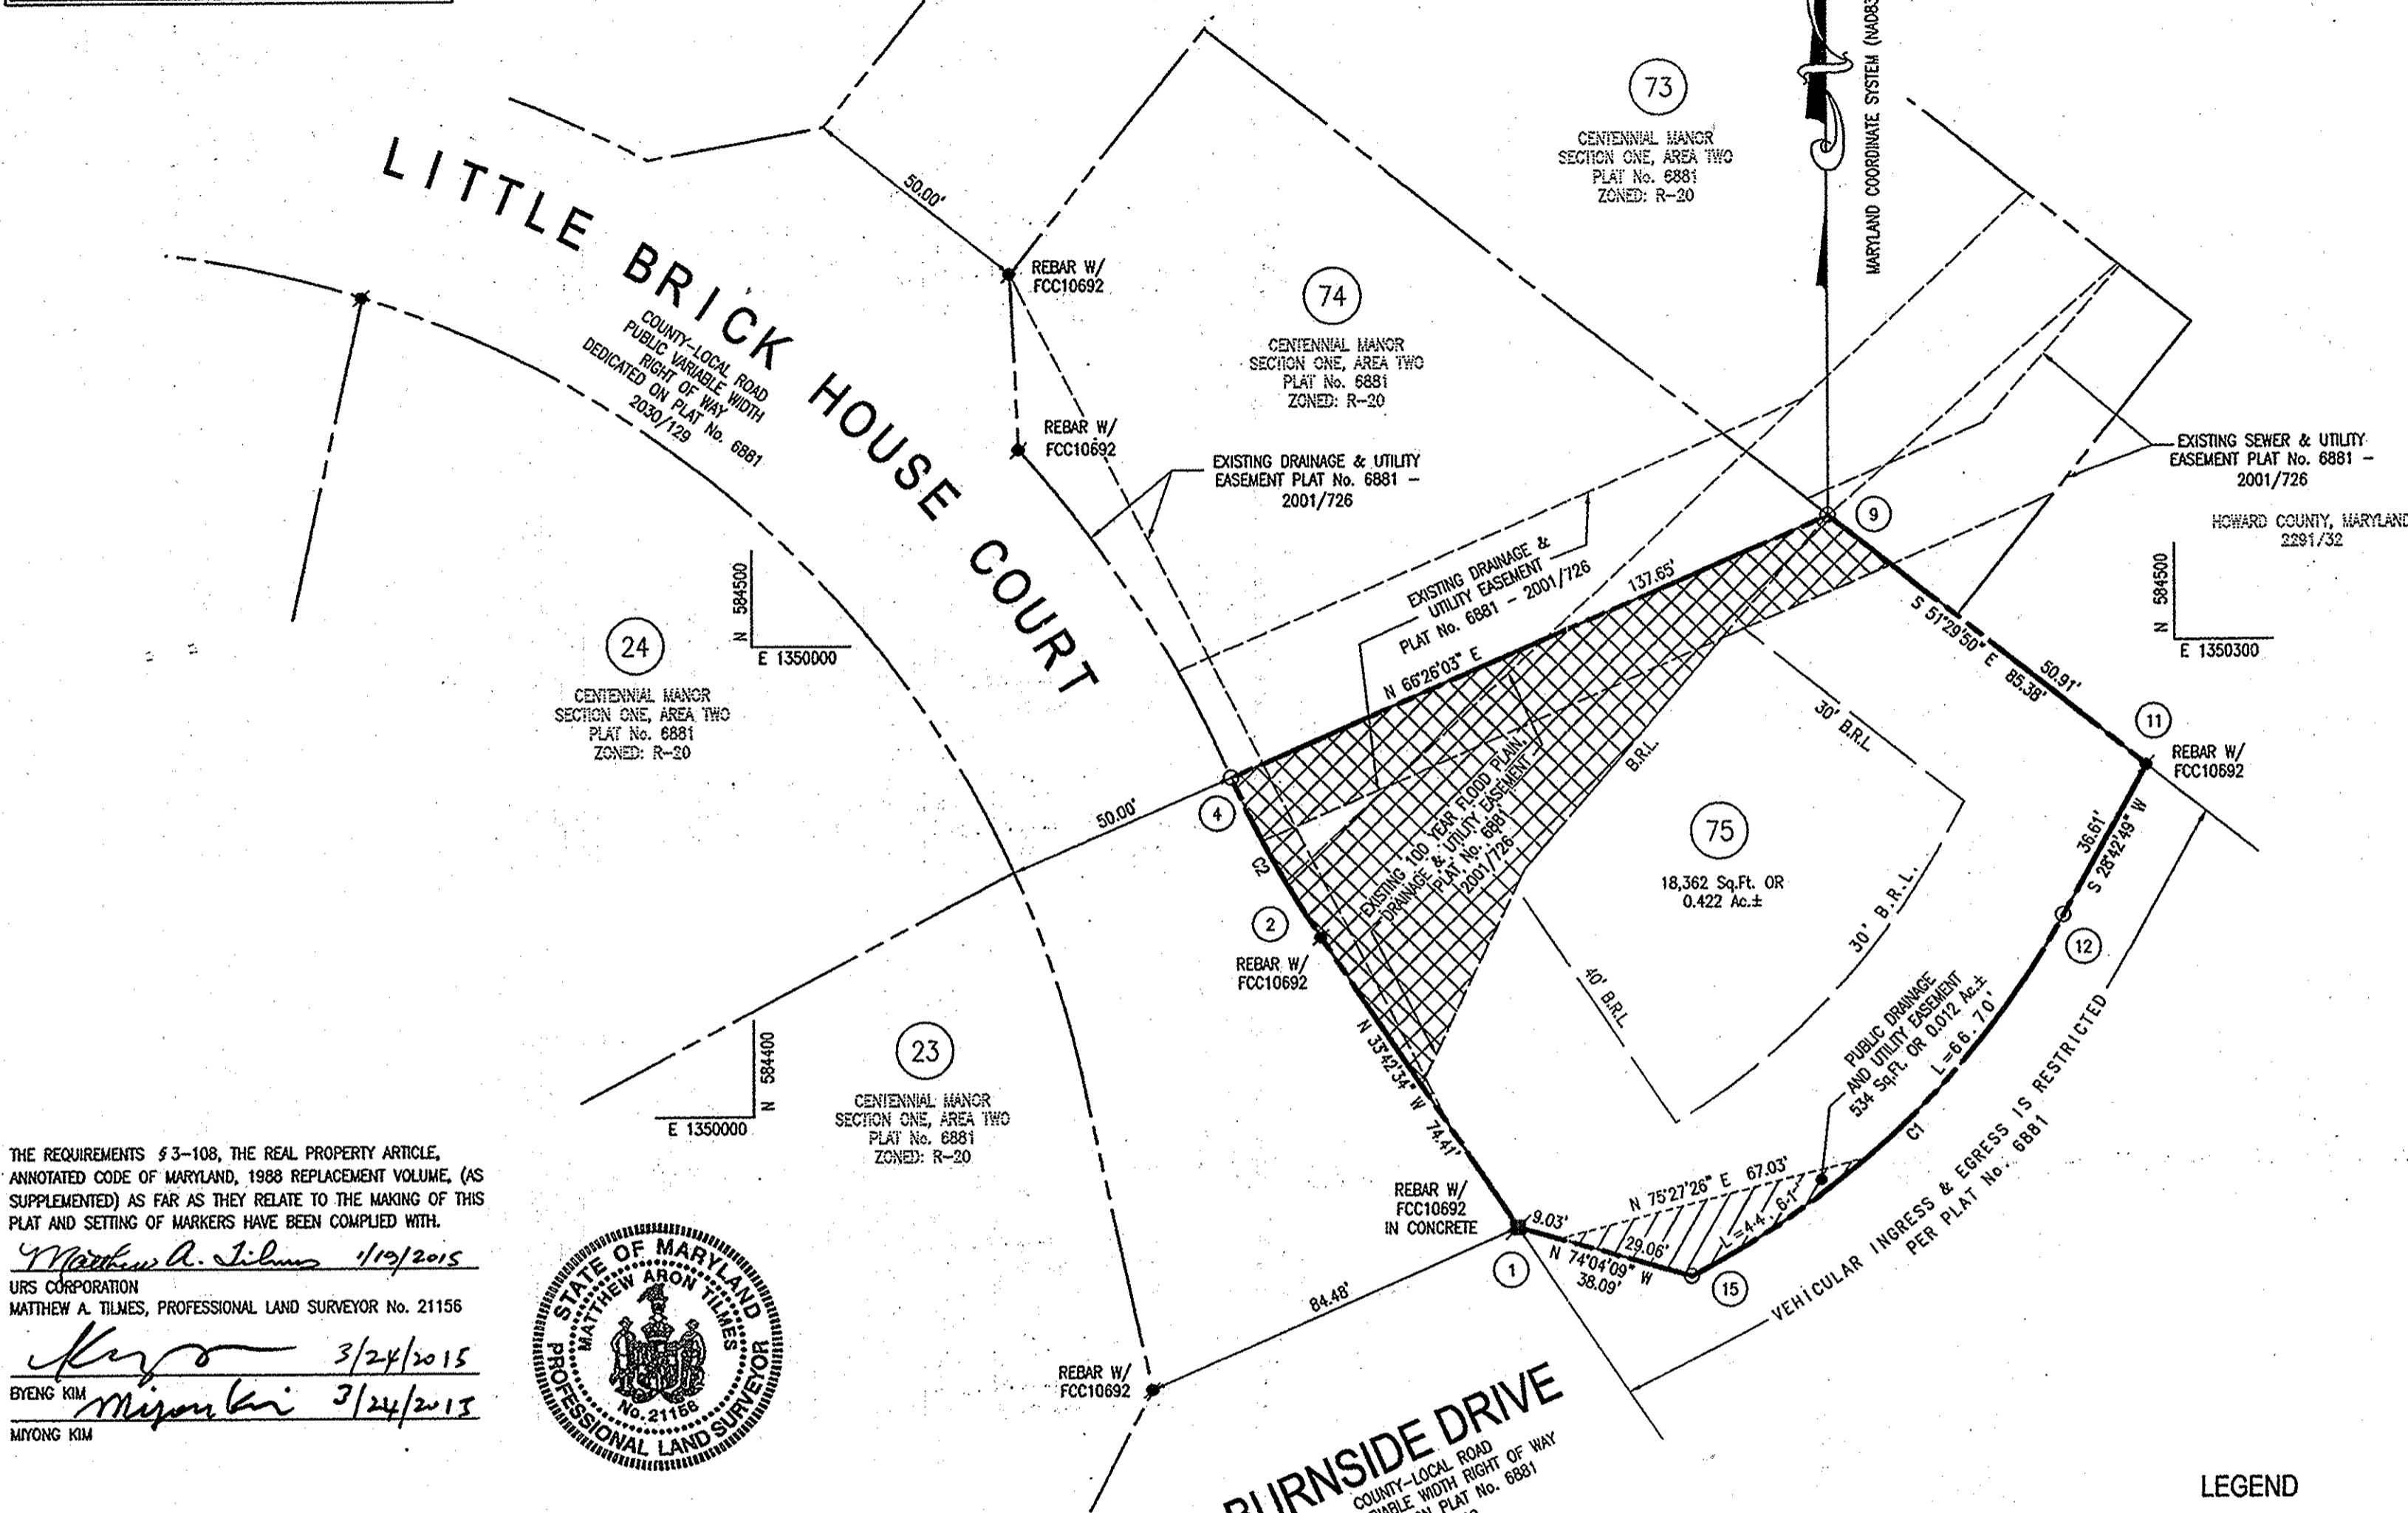 MARYLAND COORDINATE SYSTEM (NAD83
LITTLE BRICK HOUSE COURT
COUNTY-LOCAL ROAD
PUBLIC VARIABLE WIDTH
RIGHT OF WAY
DEDICATED ON PLAT No. 6881
2030/129
73
CENTENNIAL MANOR
SECTION ONE, AREA TWO
PLAT No. 6881
ZONED: R-20
50.00'
REBAR W/
FCC10692
74
CENTENNIAL MANOR
SECTION ONE, AREA TWO
PLAT No. 6881
ZONED: R-20
REBAR W/
FCC10692
EXISTING DRAINAGE & UTILITY
EASEMENT PLAT No. 6881 -
2001/726
EXISTING SEWER & UTILITY
EASEMENT PLAT No. 6881 -
2001/726
HOWARD COUNTY, MARYLAND
2291/32
9
EXISTING DRAINAGE &
UTILITY EASEMENT
PLAT No. 6881 - 2001/726
137.65'
N 66°26'03" E
N 584500
E 1350000
N 584500
E 1350300
24
CENTENNIAL MANOR
SECTION ONE, AREA TWO
PLAT No. 6881
ZONED: R-20
S 51°29'50" E
85.38'
50.91'
11
REBAR W/
FCC10692
30' B.R.L.
B.R.L.
50.00'
4
C2
2
REBAR W/
FCC10692
EXISTING 100 YEAR FLOOD PLAIN,
DRAINAGE & UTILITY EASEMENT
PLAT No. 6881
2001/726
75
18,362 Sq.Ft. OR
0.422 Ac.±
36.61'
S 28°42'49" W
12
30' B.R.L.
40' B.R.L.
N 33°42'34" W
74.41'
PUBLIC DRAINAGE
AND UTILITY EASEMENT
534 Sq.Ft. OR 0.012 Ac.±
L=66.70'
C1
VEHICULAR INGRESS & EGRESS IS RESTRICTED
PER PLAT No. 6881
N 584400
E 1350000
23
CENTENNIAL MANOR
SECTION ONE, AREA TWO
PLAT No. 6881
ZONED: R-20
REBAR W/
FCC10692
IN CONCRETE
1
9.03'
N 75°27'26" E 67.03'
29.06'
N 74°04'09" W
38.09'
L=44.61'
15
84.48'
REBAR W/
FCC10692
THE REQUIREMENTS § 3-108, THE REAL PROPERTY ARTICLE,
ANNOTATED CODE OF MARYLAND, 1988 REPLACEMENT VOLUME, (AS
SUPPLEMENTED) AS FAR AS THEY RELATE TO THE MAKING OF THIS
PLAT AND SETTING OF MARKERS HAVE BEEN COMPLIED WITH.
Matthew A. Tilmes 1/19/2015
URS CORPORATION
MATTHEW A. TILMES, PROFESSIONAL LAND SURVEYOR No. 21156
3/24/2015
BYENG KIM
Miyon Kim 3/24/2015
MIYONG KIM
STATE OF MARYLAND
MATTHEW ARON TILMES
No. 21156
PROFESSIONAL LAND SURVEYOR
BURNSIDE DRIVE
COUNTY-LOCAL ROAD
WIDTH RIGHT OF WAY
PLAT No. 6881
LEGEND